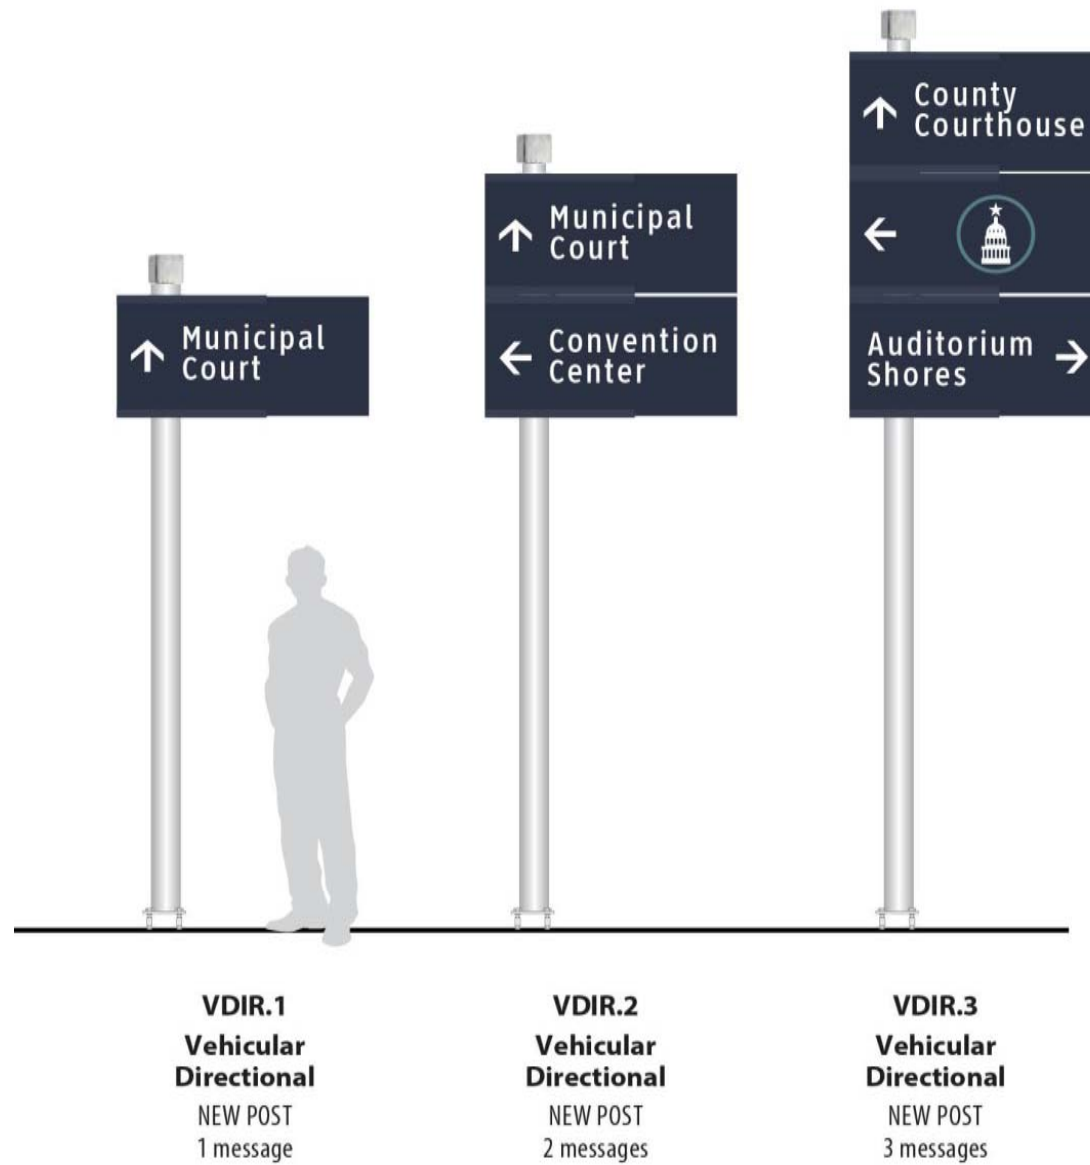 Municipal
Court
Municipal
Court
Convention
Center
County
Courthouse
Auditorium
Shores
VDIR.1
Vehicular
Directional
NEW POST
1 message
VDIR.2
Vehicular
Directional
NEW POST
2 messages
VDIR.3
Vehicular
Directional
NEW POST
3 messages